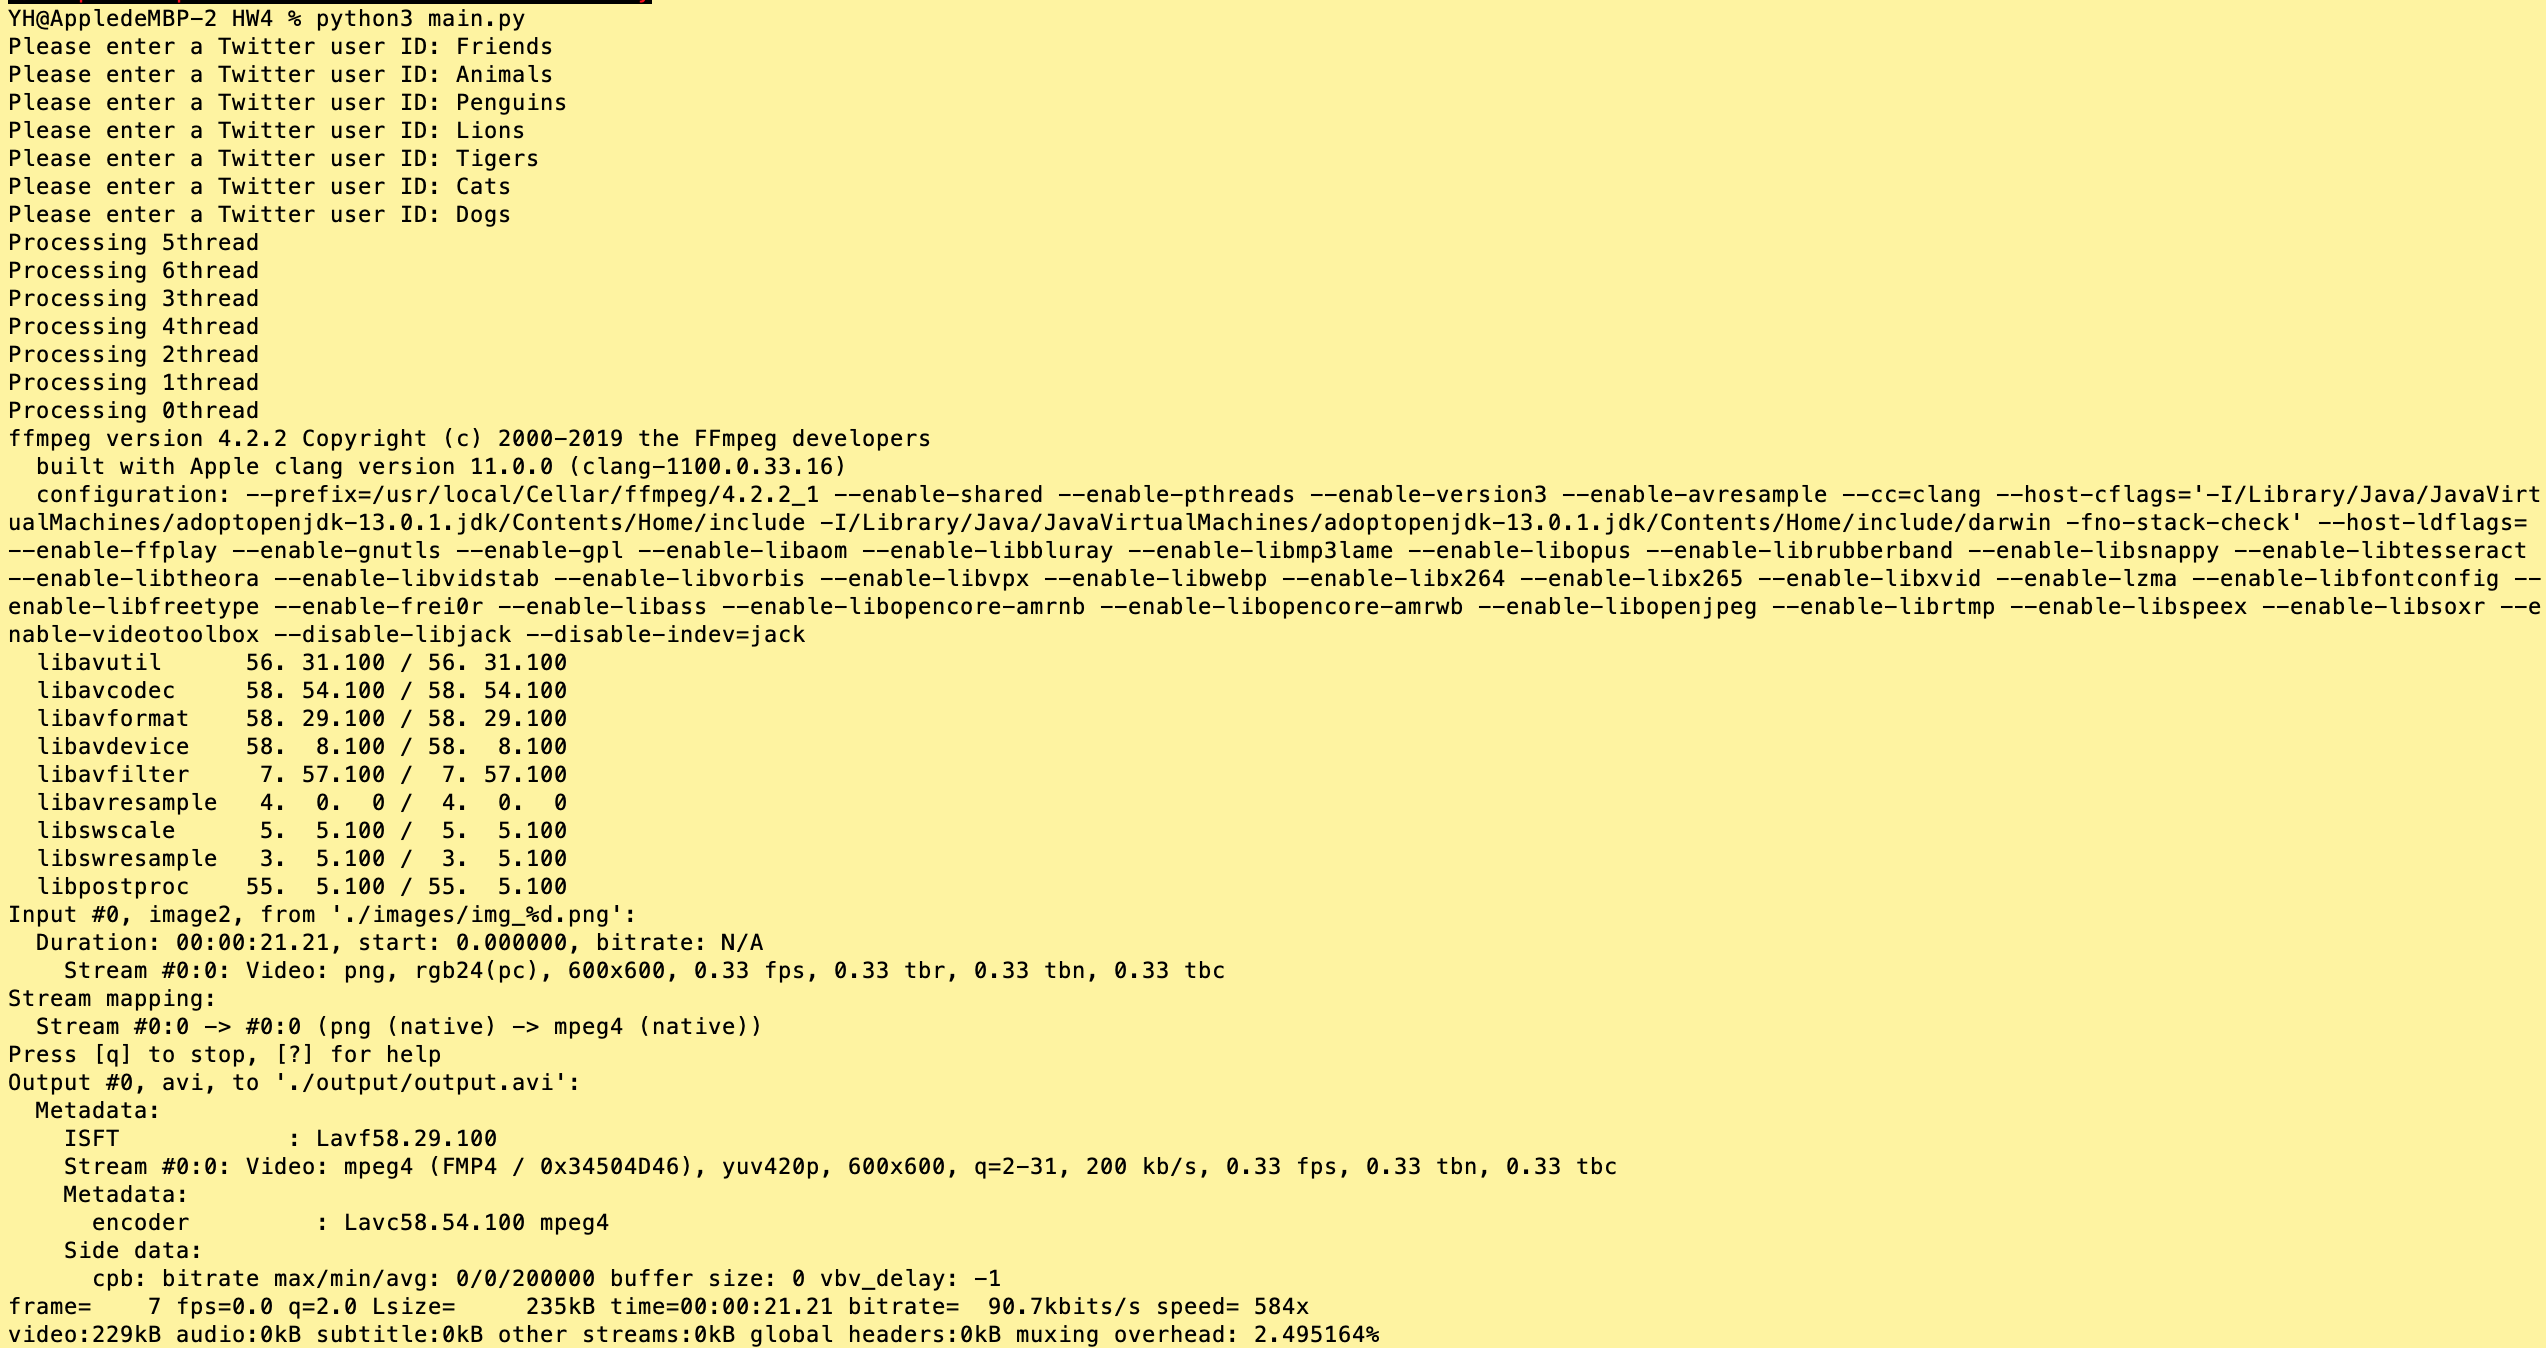 YH@AppledeMBP-2 HW4 % python3 main.py
Please enter a Twitter user ID: Friends
Please enter a Twitter user ID: Animals
Please enter a Twitter user ID: Penguins
Please enter a Twitter user ID: Lions
Please enter a Twitter user ID: Tigers
Please enter a Twitter user ID: Cats
Please enter a Twitter user ID: Dogs
Processing 5thread
Processing 6thread
Processing 3thread
Processing 4thread
Processing 2thread
Processing 1thread
Processing 0thread
ffmpeg version 4.2.2 Copyright (c) 2000-2019 the FFmpeg developers
  built with Apple clang version 11.0.0 (clang-1100.0.33.16)
  configuration: --prefix=/usr/local/Cellar/ffmpeg/4.2.2_1 --enable-shared --enable-pthreads --enable-version3 --enable-avresample --cc=clang --host-cflags='-I/Library/Java/JavaVirt
ualMachines/adoptopenjdk-13.0.1.jdk/Contents/Home/include -I/Library/Java/JavaVirtualMachines/adoptopenjdk-13.0.1.jdk/Contents/Home/include/darwin -fno-stack-check' --host-ldflags=
--enable-ffplay --enable-gnutls --enable-gpl --enable-libaom --enable-libbluray --enable-libmp3lame --enable-libopus --enable-librubberband --enable-libsnappy --enable-libtesseract
--enable-libtheora --enable-libvidstab --enable-libvorbis --enable-libvpx --enable-libwebp --enable-libx264 --enable-libx265 --enable-libxvid --enable-lzma --enable-libfontconfig --
enable-libfreetype --enable-frei0r --enable-libass --enable-libopencore-amrnb --enable-libopencore-amrwb --enable-libopenjpeg --enable-librtmp --enable-libspeex --enable-libsoxr --e
nable-videotoolbox --disable-libjack --disable-indev=jack
  libavutil      56. 31.100 / 56. 31.100
  libavcodec     58. 54.100 / 58. 54.100
  libavformat    58. 29.100 / 58. 29.100
  libavdevice    58.  8.100 / 58.  8.100
  libavfilter     7. 57.100 /  7. 57.100
  libavresample   4.  0.  0 /  4.  0.  0
  libswscale      5.  5.100 /  5.  5.100
  libswresample   3.  5.100 /  3.  5.100
  libpostproc    55.  5.100 / 55.  5.100
Input #0, image2, from './images/img_%d.png':
  Duration: 00:00:21.21, start: 0.000000, bitrate: N/A
    Stream #0:0: Video: png, rgb24(pc), 600x600, 0.33 fps, 0.33 tbr, 0.33 tbn, 0.33 tbc
Stream mapping:
  Stream #0:0 -> #0:0 (png (native) -> mpeg4 (native))
Press [q] to stop, [?] for help
Output #0, avi, to './output/output.avi':
  Metadata:
    ISFT            : Lavf58.29.100
    Stream #0:0: Video: mpeg4 (FMP4 / 0x34504D46), yuv420p, 600x600, q=2-31, 200 kb/s, 0.33 fps, 0.33 tbn, 0.33 tbc
    Metadata:
      encoder         : Lavc58.54.100 mpeg4
    Side data:
      cpb: bitrate max/min/avg: 0/0/200000 buffer size: 0 vbv_delay: -1
frame=    7 fps=0.0 q=2.0 Lsize=     235kB time=00:00:21.21 bitrate=  90.7kbits/s speed= 584x
video:229kB audio:0kB subtitle:0kB other streams:0kB global headers:0kB muxing overhead: 2.495164%